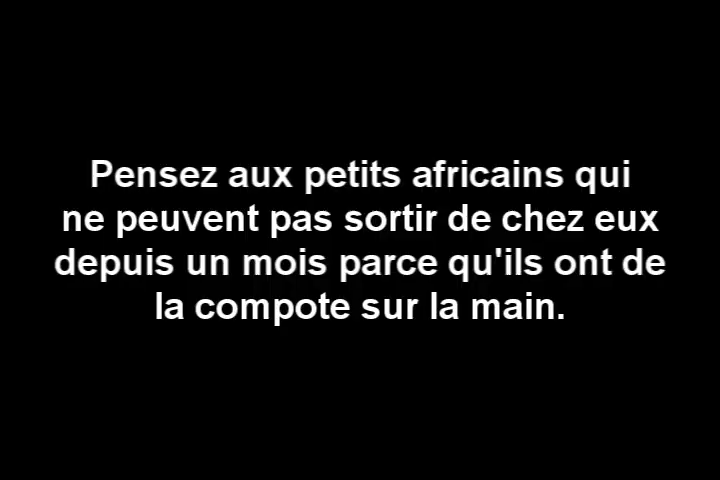 Pensez aux petits africains qui
ne peuvent pas sortir de chez eux
depuis un mois parce qu'ils ont de
la compote sur la main.